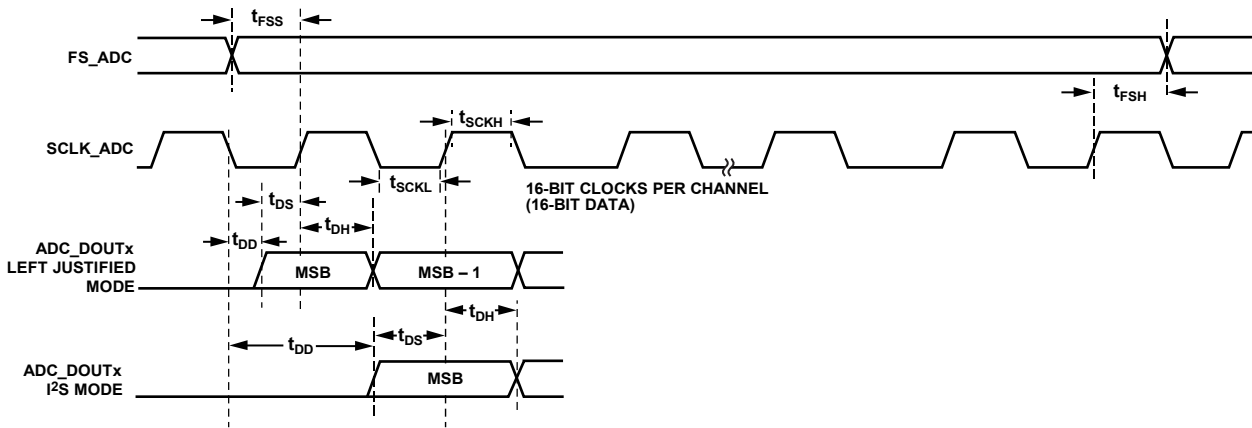 tFSS
FS_ADC
tFSH
tSCKH
SCLK_ADC
tSCKL
16-BIT CLOCKS PER CHANNEL
(16-BIT DATA)
tDS
tDH
tDD
ADC_DOUTx
LEFT JUSTIFIED
MODE
MSB
MSB – 1
tDH
tDS
tDD
ADC_DOUTx
I2S MODE
MSB